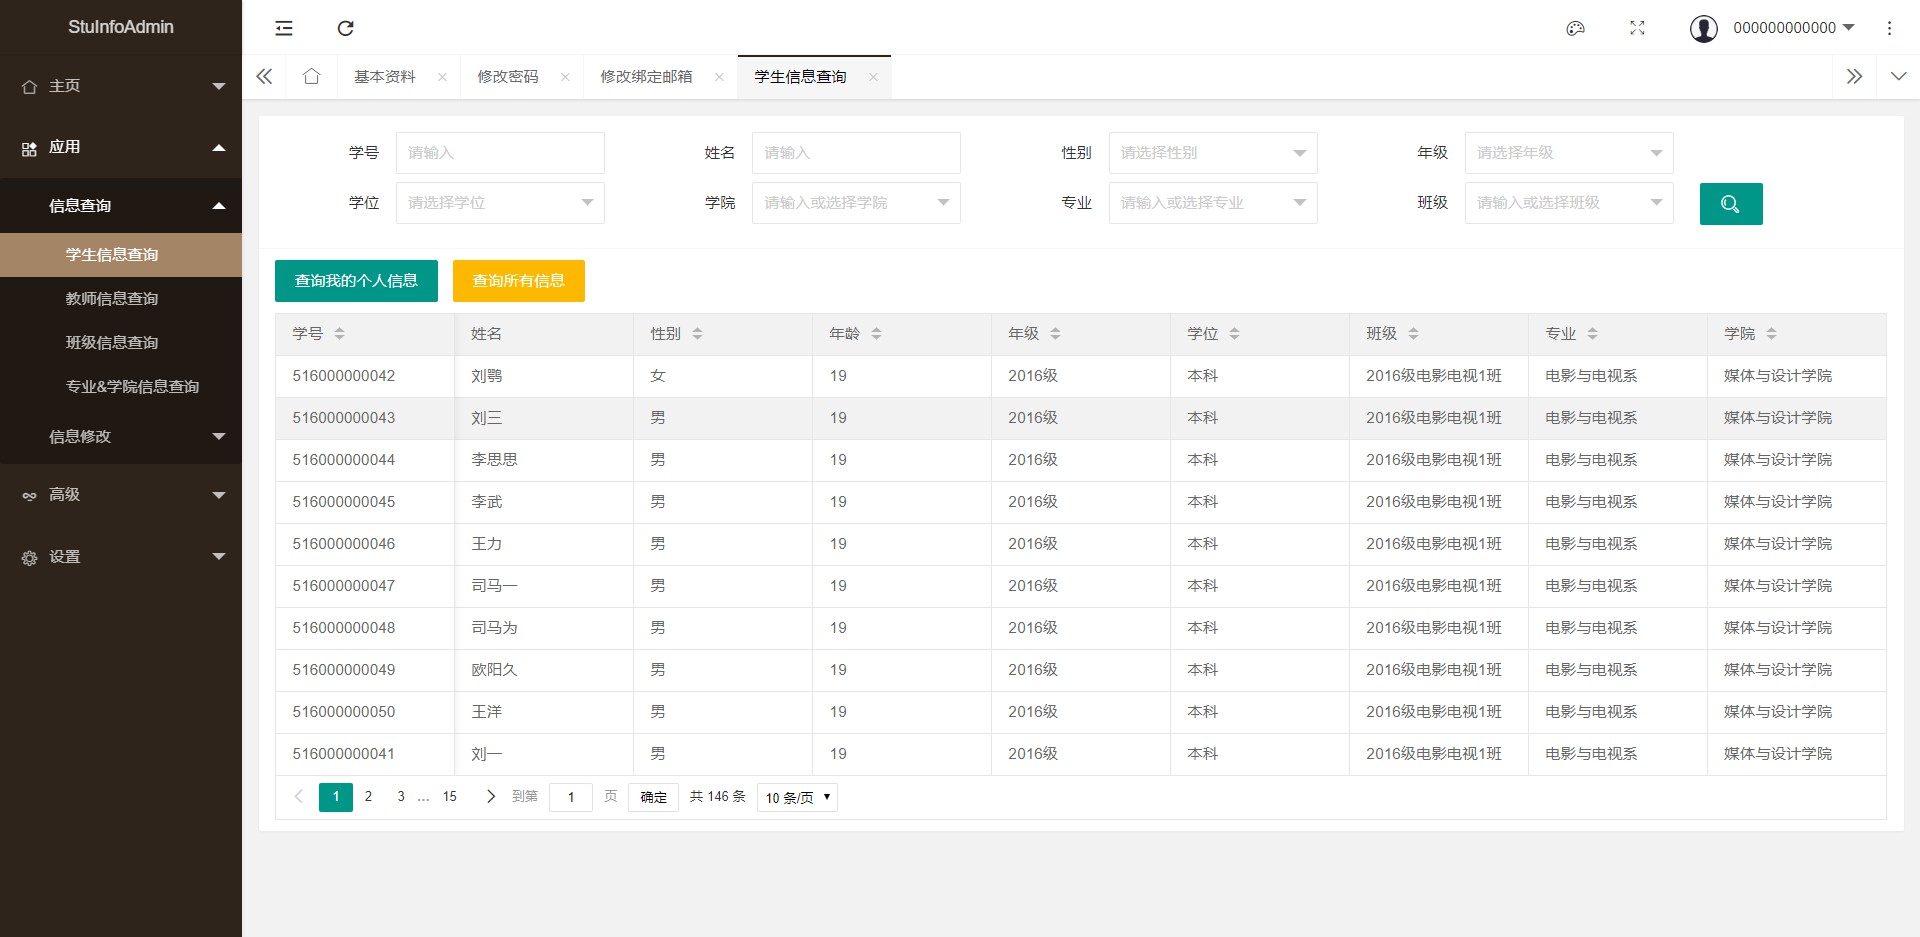 StuInfoAdmin
000000000000
主页
应用
信息查询
学生信息查询
教师信息查询
班级信息查询
专业&学院信息查询
信息修改
高级
设置
基本资料 修改密码 修改绑定邮箱 学生信息查询
学号 请输入 姓名 请输入 性别 请选择性别 年级 请选择年级
学位 请选择学位 学院 请输入或选择学院 专业 请输入或选择专业 班级 请输入或选择班级
查询我的个人信息 查询所有信息
学号 姓名 性别 年龄 年级 学位 班级 专业 学院
516000000042 刘鹗 女 19 2016级 本科 2016级电影电视1班 电影与电视系 媒体与设计学院
516000000043 刘三 男 19 2016级 本科 2016级电影电视1班 电影与电视系 媒体与设计学院
516000000044 李思思 男 19 2016级 本科 2016级电影电视1班 电影与电视系 媒体与设计学院
516000000045 李武 男 19 2016级 本科 2016级电影电视1班 电影与电视系 媒体与设计学院
516000000046 王力 男 19 2016级 本科 2016级电影电视1班 电影与电视系 媒体与设计学院
516000000047 司马一 男 19 2016级 本科 2016级电影电视1班 电影与电视系 媒体与设计学院
516000000048 司马为 男 19 2016级 本科 2016级电影电视1班 电影与电视系 媒体与设计学院
516000000049 欧阳久 男 19 2016级 本科 2016级电影电视1班 电影与电视系 媒体与设计学院
516000000050 王洋 男 19 2016级 本科 2016级电影电视1班 电影与电视系 媒体与设计学院
516000000041 刘一 男 19 2016级 本科 2016级电影电视1班 电影与电视系 媒体与设计学院
1 2 3 … 15 到第 1 页 确定 共 146 条 10 条/页